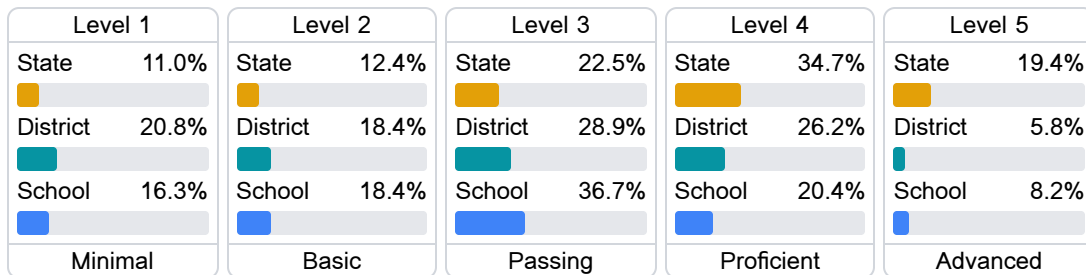 Level 1
State 11.0%
District 20.8%
School 16.3%
Minimal
Level 2
State 12.4%
District 18.4%
School 18.4%
Basic
Level 3
State 22.5%
District 28.9%
School 36.7%
Passing
Level 4
State 34.7%
District 26.2%
School 20.4%
Proficient
Level 5
State 19.4%
District 5.8%
School 8.2%
Advanced